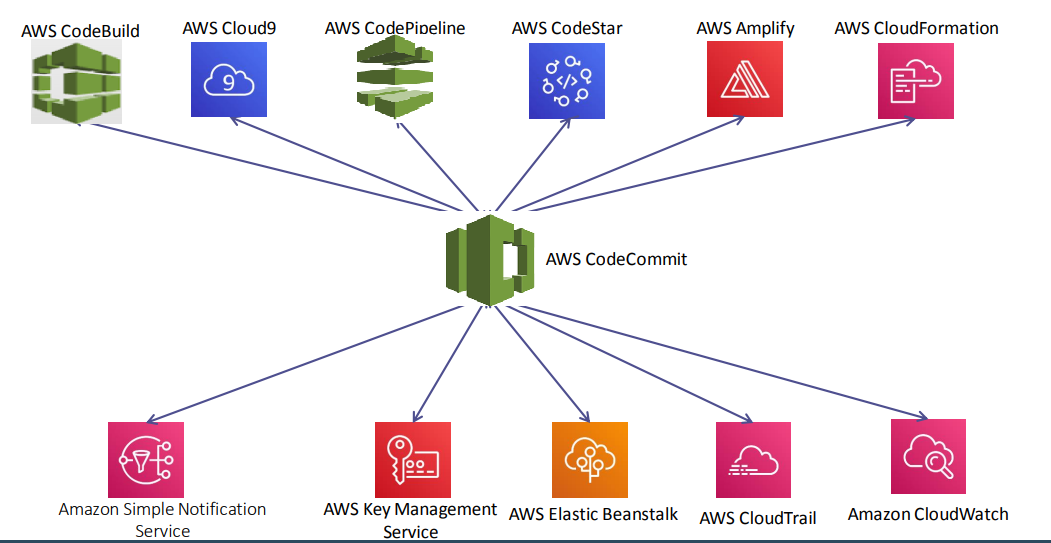 AWS CodeBuild
AWS Cloud9
AWS CodePipeline
AWS CodeStar
AWS Amplify
AWS CloudFormation
9
</>
AWS CodeCommit
Amazon Simple Notification
Service
AWS Key Management
Service
AWS Elastic Beanstalk
AWS CloudTrail
Amazon CloudWatch